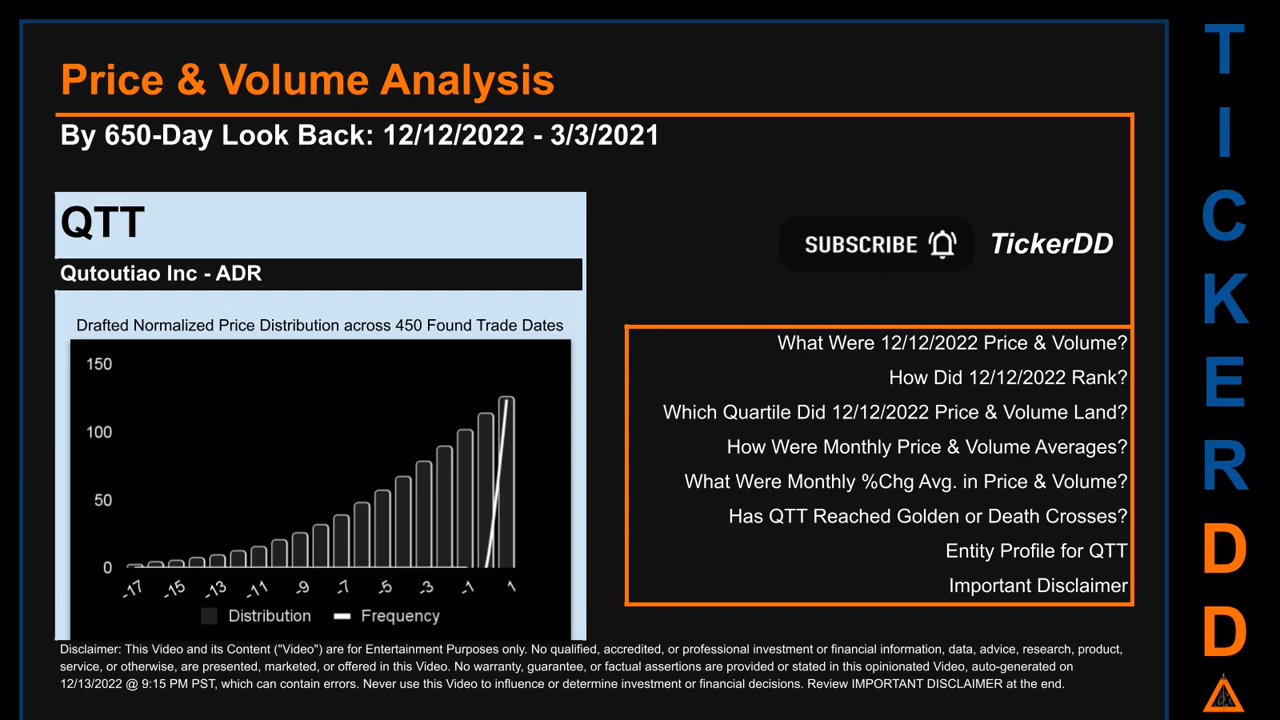 Price & Volume Analysis
By 650-Day Look Back: 12/12/2022 - 3/3/2021
QTT
Qutoutiao Inc - ADR
Drafted Normalized Price Distribution across 450 Found Trade Dates
150
100
50
0
-17 -15 -13 -11 -9 -7 -5 -3 -1 1
Distribution Frequency
SUBSCRIBE TickerDD
What Were 12/12/2022 Price & Volume?
How Did 12/12/2022 Rank?
Which Quartile Did 12/12/2022 Price & Volume Land?
How Were Monthly Price & Volume Averages?
What Were Monthly %Chg Avg. in Price & Volume?
Has QTT Reached Golden or Death Crosses?
Entity Profile for QTT
Important Disclaimer
Disclaimer: This Video and its Content ("Video") are for Entertainment Purposes only. No qualified, accredited, or professional investment or financial information, data, advice, research, product,
service, or otherwise, are presented, marketed, or offered in this Video. No warranty, guarantee, or factual assertions are provided or stated in this opinionated Video, auto-generated on
12/13/2022 @ 9:15 PM PST, which can contain errors. Never use this Video to influence or determine investment or financial decisions. Review IMPORTANT DISCLAIMER at the end.
T
I
C
K
E
R
D
D